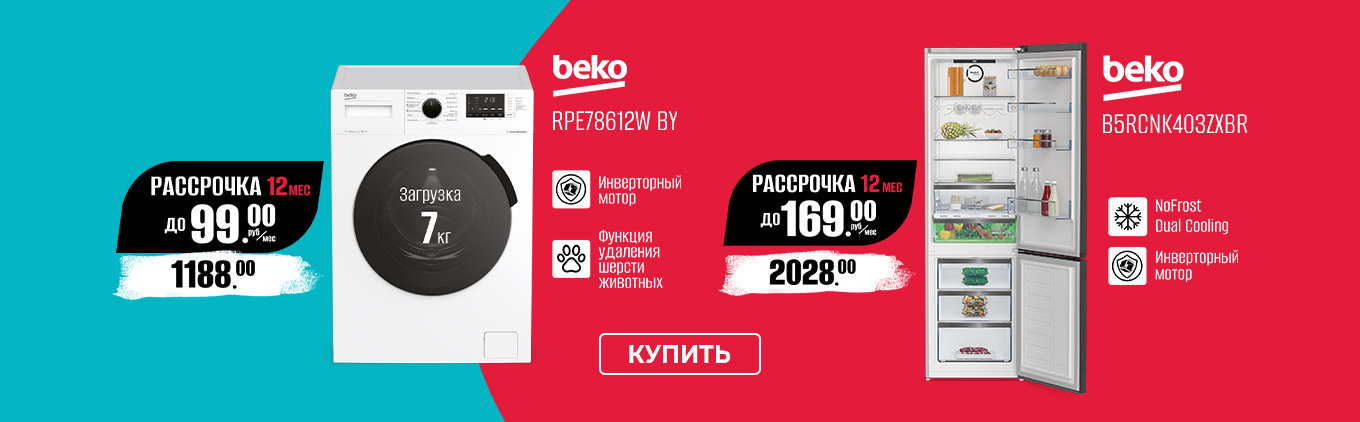 beko
RPE78612W BY
РАССРОЧКА 12 МЕС
ДО 99.00 руб/мес
1188.00
Загрузка
7 кг
Инверторный
мотор
Функция
удаления
шерсти
животных
beko
B5RCNK403ZXBR
РАССРОЧКА 12 МЕС
ДО 169.00 руб/мес
2028.00
NoFrost
Dual Cooling
Инверторный
мотор
КУПИТЬ